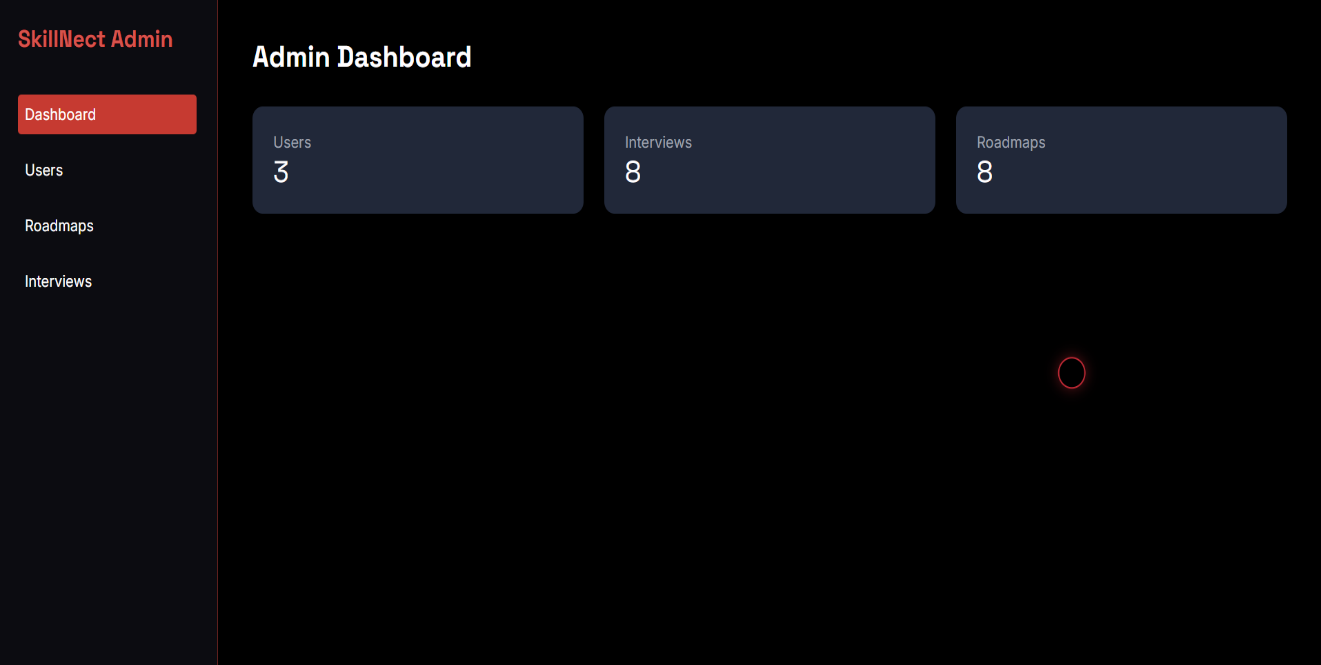 SkillNect Admin
Dashboard
Users
Roadmaps
Interviews
Admin Dashboard
Users
3
Interviews
8
Roadmaps
8